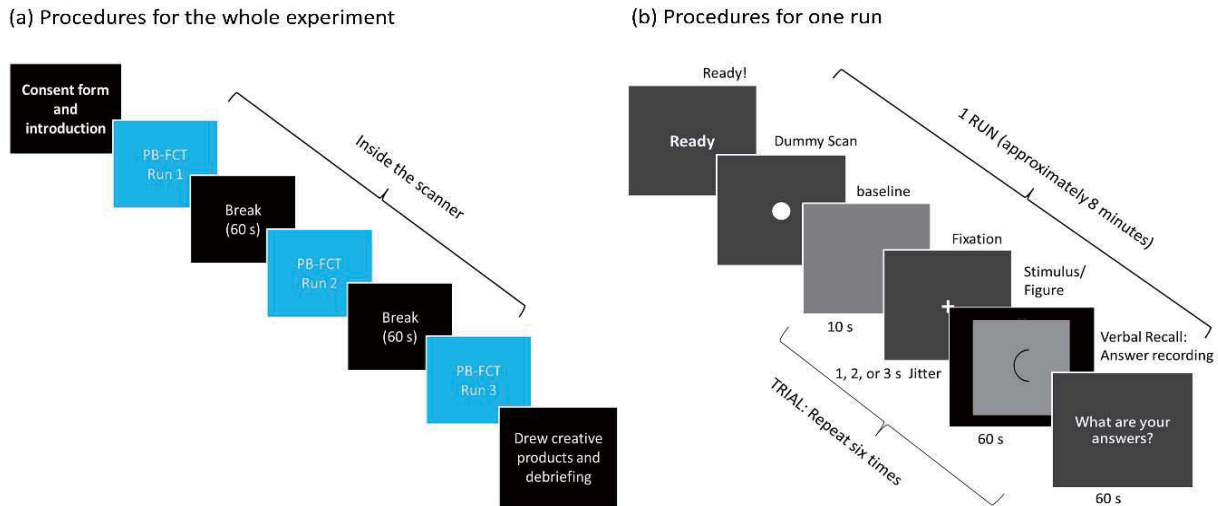 (a) Procedures for the whole experiment
Consent form
and
introduction
PB-FCT
Run 1
Break
(60 s)
PB-FCT
Run 2
Break
(60 s)
PB-FCT
Run 3
Drew creative
products and
debriefing
Inside the scanner
(b) Procedures for one run
Ready!
Ready
Dummy Scan
baseline
10 s
Fixation
1, 2, or 3 s Jitter
Stimulus/
Figure
60 s
Verbal Recall:
Answer recording
What are your
answers?
60 s
1 RUN (approximately 8 minutes)
TRIAL: Repeat six times